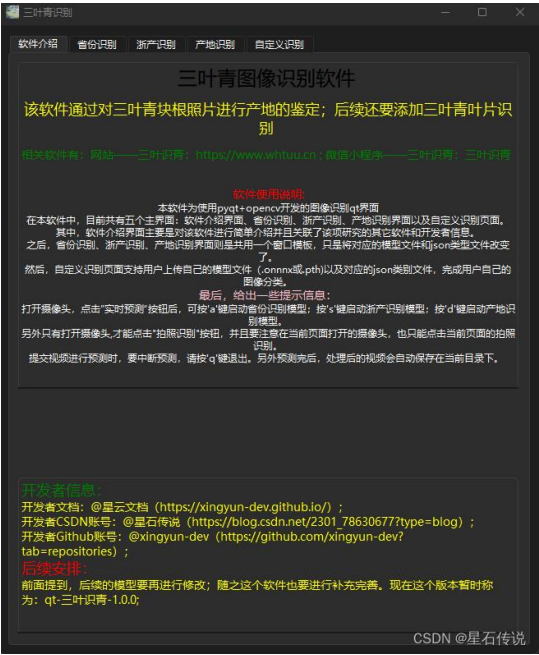 三叶青识别
软件介绍 省份识别 浙产识别 产地识别 自定义识别
三叶青图像识别软件
该软件通过对三叶青块根照片进行产地的鉴定；后续还要添加三叶青叶片识
别
相关软件有：网站——三叶识青：https://www.whtuu.cn ; 微信小程序——三叶识青：三叶识青
软件使用说明:
本软件为使用pyqt+opencv开发的图像识别qt界面
在本软件中，目前共有五个主界面：软件介绍界面、省份识别、浙产识别、产地识别界面以及自定义识别页面。
其中，软件介绍界面主要是对该软件进行简单介绍并且关联了该项研究的其它软件和开发者信息。
之后，省份识别、浙产识别、产地识别界面则是共用一个窗口模板，只是将对应的模型文件和json类型文件改变
了。
然后，自定义识别页面支持用户上传自己的模型文件（.onnnx或.pth)以及对应的json类别文件，完成用户自己的
图像分类。
最后，给出一些提示信息：
打开摄像头，点击"实时预测"按钮后，可按'a'键启动省份识别模型；按's'键启动浙产识别模型；按'd'键启动产地识
别模型。
另外只有打开摄像头,才能点击"拍照识别"按钮，并且要注意在当前页面打开的摄像头，也只能点击当前页面的拍照
识别。
提交视频进行预测时，要中断预测，请按'q'键退出。另外预测完后，处理后的视频会自动保存在当前目录下。
开发者信息：
开发者文档：@星云文档（https://xingyun-dev.github.io/）;
开发者CSDN账号：@星石传说（https://blog.csdn.net/2301_78630677?type=blog）;
开发者Github账号：@xingyun-dev（https://github.com/xingyun-dev?
tab=repositories）;
后续安排：
前面提到，后续的模型要再进行修改；随之这个软件也要进行补充完善。现在这个版本暂时称
为：qt-三叶识青-1.0.0;
CSDN @星石传说